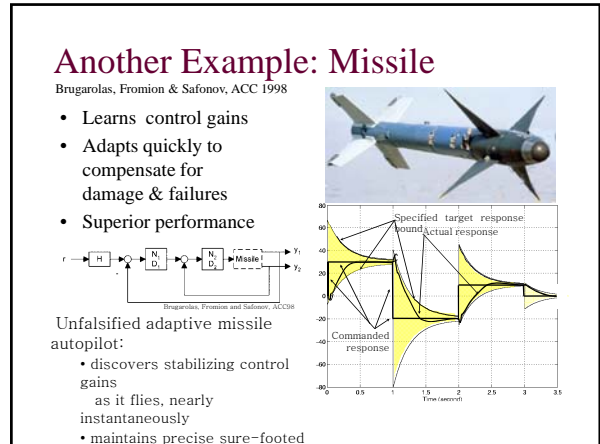 Another Example: Missile
Brugarolas, Fromion & Safonov, ACC 1998
• Learns control gains
• Adapts quickly to
compensate for
damage & failures
• Superior performance
r
H
-
N1
D1
N2
D2
Missile
y1
y2
Brugarolas, Fromion and Safonov, ACC98
Unfalsified adaptive missile
autopilot:
• discovers stabilizing control
gains
as it flies, nearly
instantaneously
• maintains precise sure-footed
Specified target response
bound
Actual response
Commanded
response
80
60
40
20
0
-20
-40
-60
-80
0
0.5
1
1.5
2
2.5
3
3.5
Time (second)